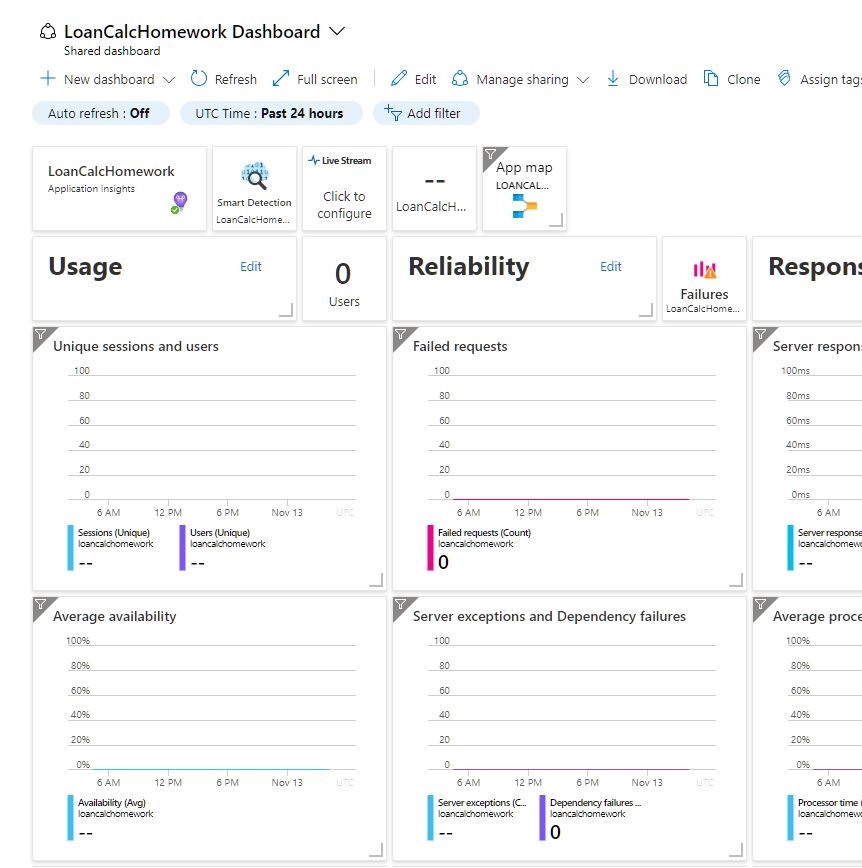 LoanCalcHomework Dashboard
Shared dashboard
New dashboard
Refresh
Full screen
Edit
Manage sharing
Download
Clone
Assign tags
Auto refresh : Off
UTC Time : Past 24 hours
Add filter
LoanCalcHomework
Application Insights
Smart Detection
LoanCalcHome...
Live Stream
Click to
configure
--
LoanCalcH...
App map
LOANCAL...
Usage
Edit
0
Users
Reliability
Edit
Failures
LoanCalcHome...
Respons
Unique sessions and users
100
80
60
40
20
0
6 AM 12 PM 6 PM Nov 13 UTC
Sessions (Unique)
loancalchomework
--
Users (Unique)
loancalchomework
--
Failed requests
100
80
60
40
20
0
6 AM 12 PM 6 PM Nov 13 UTC
Failed requests (Count)
loancalchomework
0
Server respon
100ms
80ms
60ms
40ms
20ms
0ms
6 AM
Server response
loancalchomewo
--
Average availability
100%
80%
60%
40%
20%
0%
6 AM 12 PM 6 PM Nov 13 UTC
Availability (Avg)
loancalchomework
--
Server exceptions and Dependency failures
100
80
60
40
20
0
6 AM 12 PM 6 PM Nov 13 UTC
Server exceptions (C...
loancalchomework
--
Dependency failures ...
loancalchomework
0
Average proce
100%
80%
60%
40%
20%
0%
6 AM
Processor time (
loancalchomewo
--